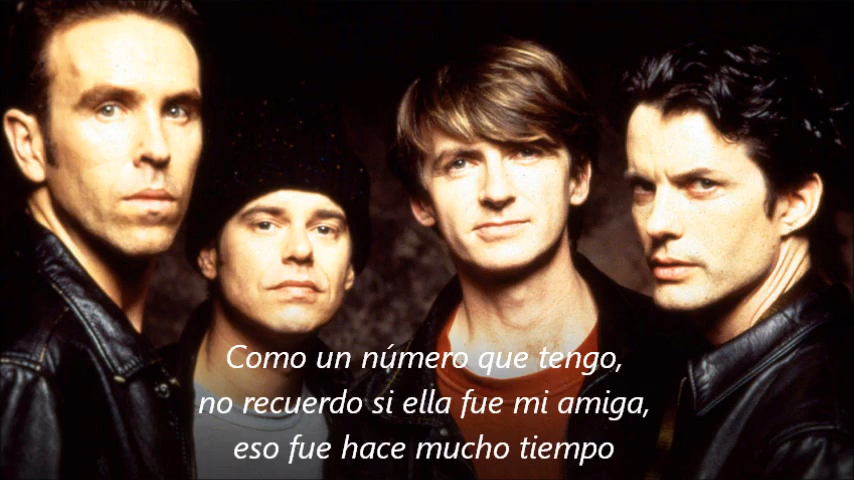 Como un número que tengo,
no recuerdo si ella fue mi amiga,
eso fue hace mucho tiempo